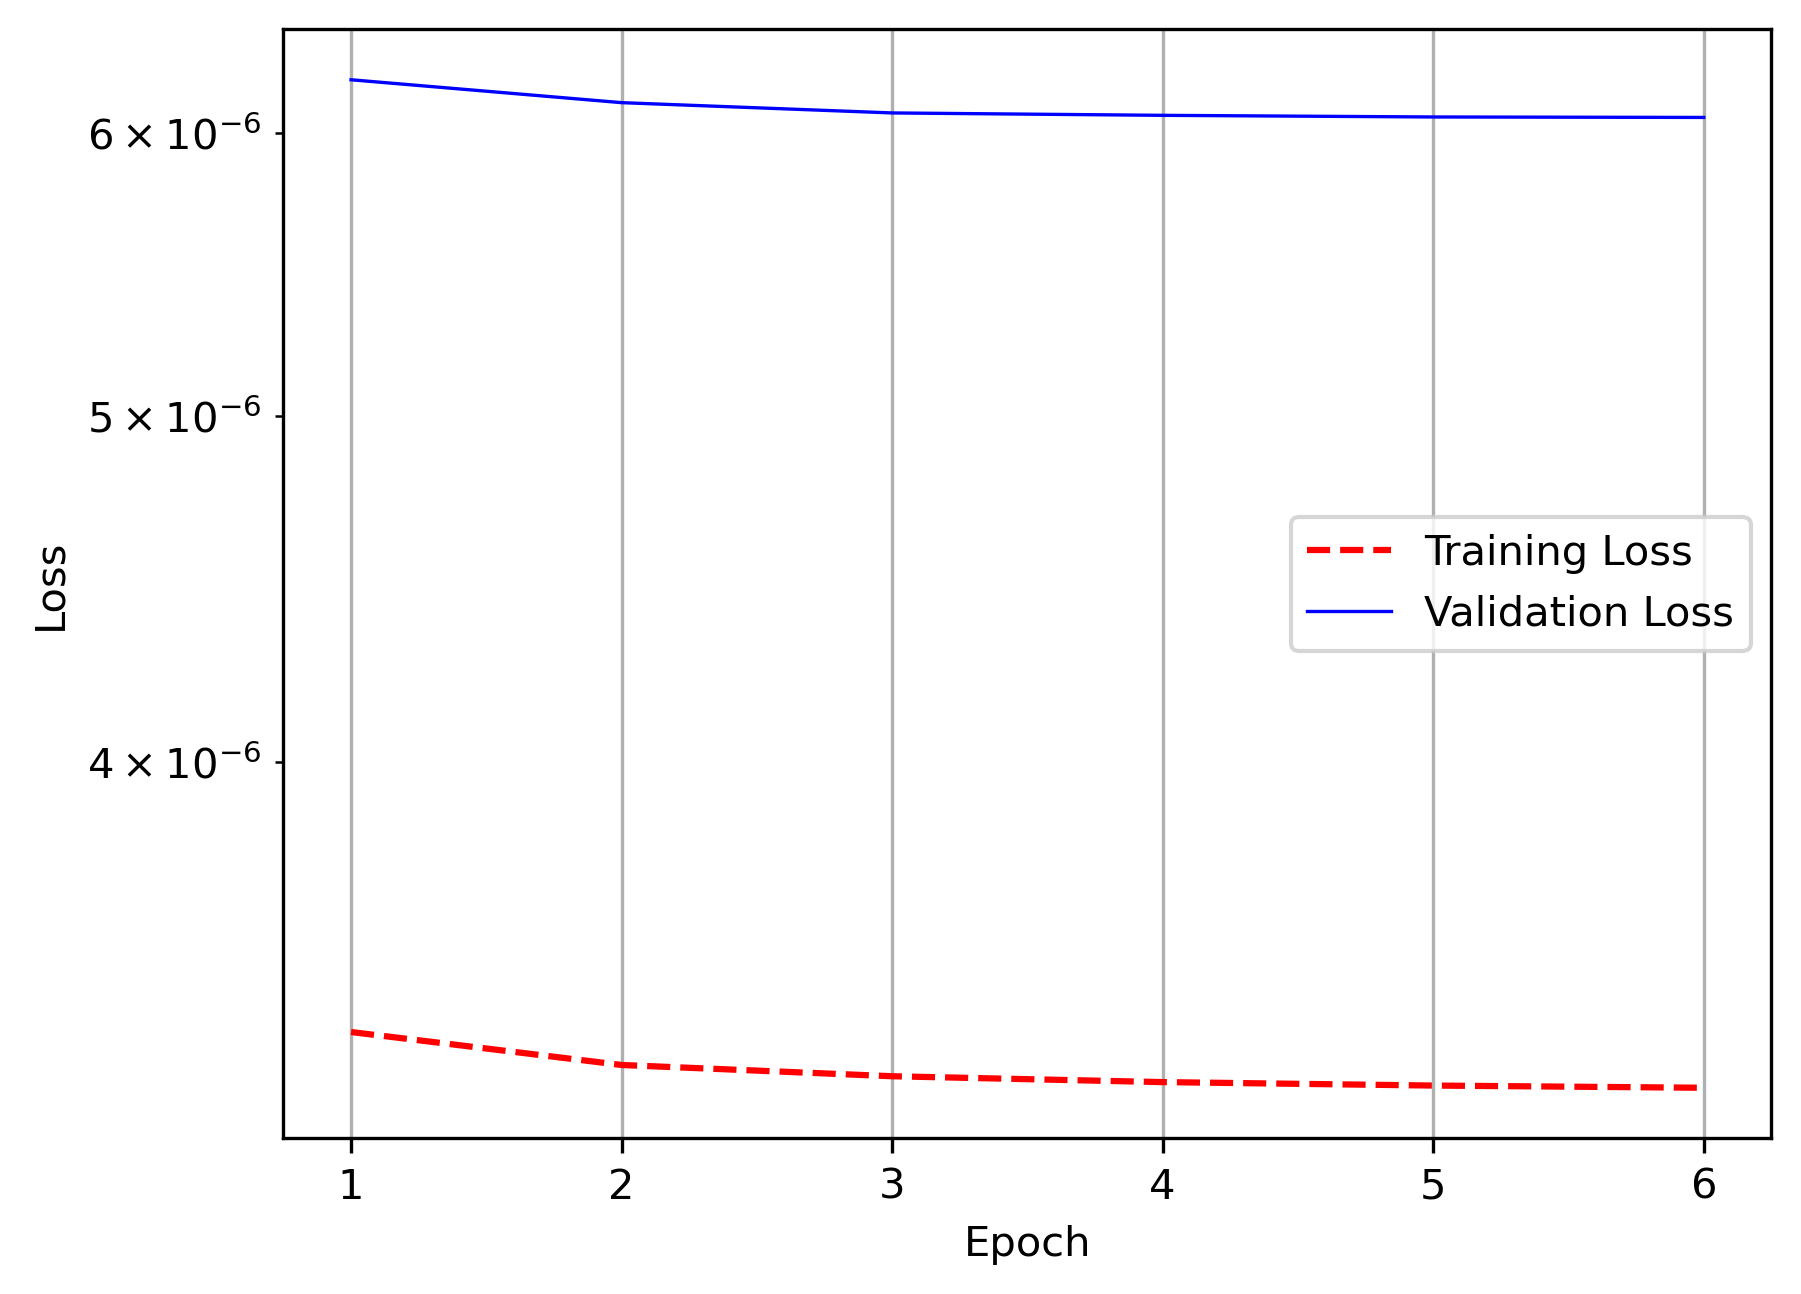 6 × 10⁻⁶
5 × 10⁻⁶
4 × 10⁻⁶
Loss
Training Loss
Validation Loss
1 2 3 4 5 6
Epoch